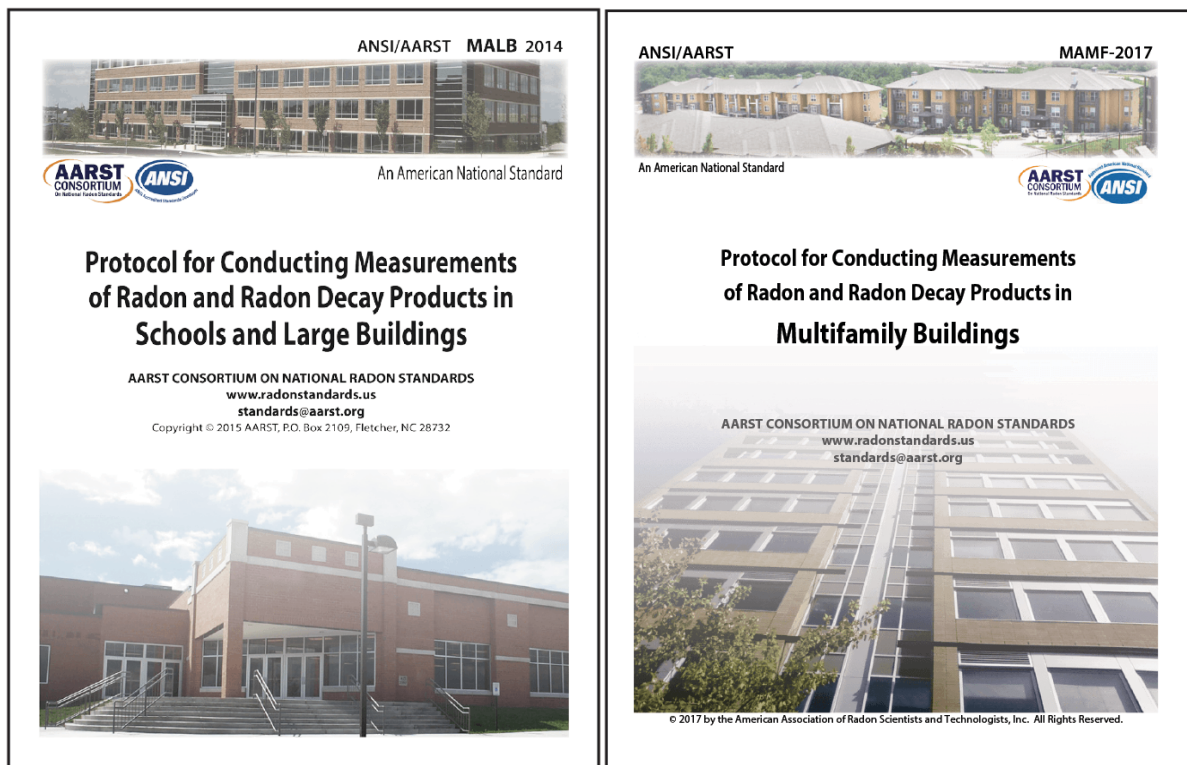 ANSI/AARST MALB 2014
AARST
CONSORTIUM
On National Radon Standards
ANSI
An American National Standard
Protocol for Conducting Measurements
of Radon and Radon Decay Products in
Schools and Large Buildings
AARST CONSORTIUM ON NATIONAL RADON STANDARDS
www.radonstandards.us
standards@aarst.org
Copyright © 2015 AARST, P.O. Box 2109, Fletcher, NC 28732
ANSI/AARST MAMF-2017
An American National Standard
AARST
CONSORTIUM
On National Radon Standards
ANSI
Protocol for Conducting Measurements
of Radon and Radon Decay Products in
Multifamily Buildings
AARST CONSORTIUM ON NATIONAL RADON STANDARDS
www.radonstandards.us
standards@aarst.org
© 2017 by the American Association of Radon Scientists and Technologists, Inc. All Rights Reserved.